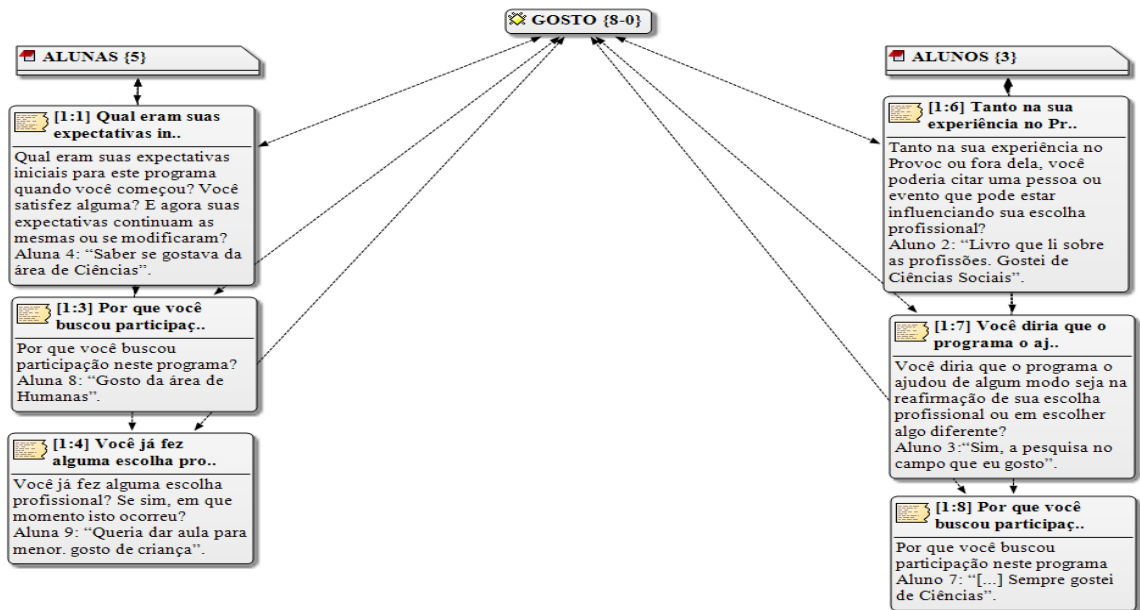 GOSTO {8-0}
ALUNAS {5}
[1:1] Qual eram suas
expectativas in..
Qual eram suas expectativas
iniciais para este programa
quando você começou? Você
satisfez alguma? E agora suas
expectativas continuam as
mesmas ou se modificaram?
Aluna 4: “Saber se gostava da
área de Ciências”.
[1:3] Por que você
buscou participaç..
Por que você buscou
participação neste programa?
Aluna 8: “Gosto da área de
Humanas”.
[1:4] Você já fez
alguma escolha pro..
Você já fez alguma escolha
profissional? Se sim, em que
momento isto ocorreu?
Aluna 9: “Queria dar aula para
menor. gosto de criança”.
ALUNOS {3}
[1:6] Tanto na sua
experiência no Pr..
Tanto na sua experiência no
Provoc ou fora dela, você
poderia citar uma pessoa ou
evento que pode estar
influenciando sua escolha
profissional?
Aluno 2: “Livro que li sobre
as profissões. Gostei de
Ciências Sociais”.
[1:7] Você diria que o
programa o aj..
Você diria que o programa o
ajudou de algum modo seja na
reafirmação de sua escolha
profissional ou em escolher
algo diferente?
Aluno 3:“Sim, a pesquisa no
campo que eu gosto”.
[1:8] Por que você
buscou participaç..
Por que você buscou
participação neste programa
Aluno 7: “[...] Sempre gostei
de Ciências”.